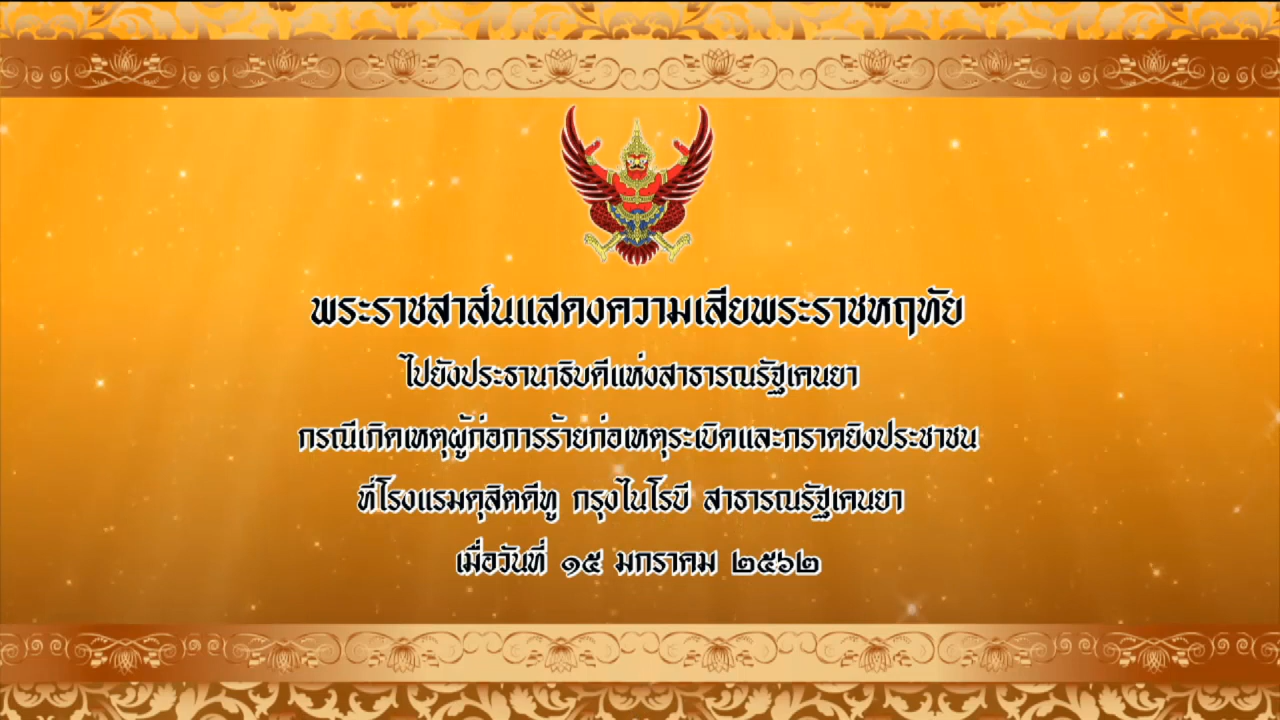 พระราชสาส์นแสดงความเสียพระราชหฤทัย
ไปยังประธานาธิบดีแห่งสาธารณรัฐเคนยา
กรณีเกิดเหตุผู้ก่อการร้ายก่อเหตุระเบิดและกราดยิงประชาชน
ที่โรงแรมดุสิตดีทู กรุงไนโรบี สาธารณรัฐเคนยา
เมื่อวันที่ ๑๕ มกราคม ๒๕๖๒